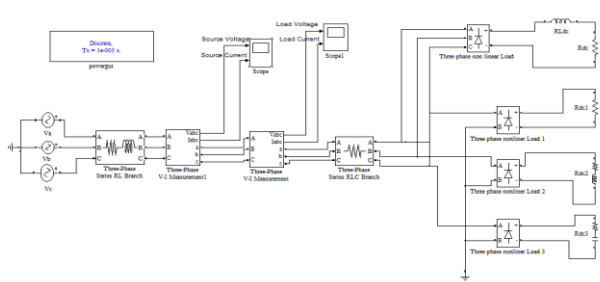 Discrete,
Ts = 1e-005 s.
powergui
Source Voltage
Source Current
Scope
Load Voltage
Load Current
Scope1
Va
Vb
Vc
A
B
C
A
B
C
Three-Phase
Series RL Branch
A
B
C
Vabc
Iabc
a
b
c
Three-Phase
V-I Measurement1
A
B
C
Vabc
Iabc
a
b
c
Three-Phase
V-I Measurement
A
B
C
A
B
C
Three-Phase
Series RLC Branch
A
B
C
+
-
Three phase non linear Load
RLdc
Rdc
A
B
+
-
Three phase nonliner Load 1
Rdc1
A
B
+
-
Three phase nonliner Load 2
Rdc2
A
B
+
-
Three phase nonliner Load 3
Rdc3